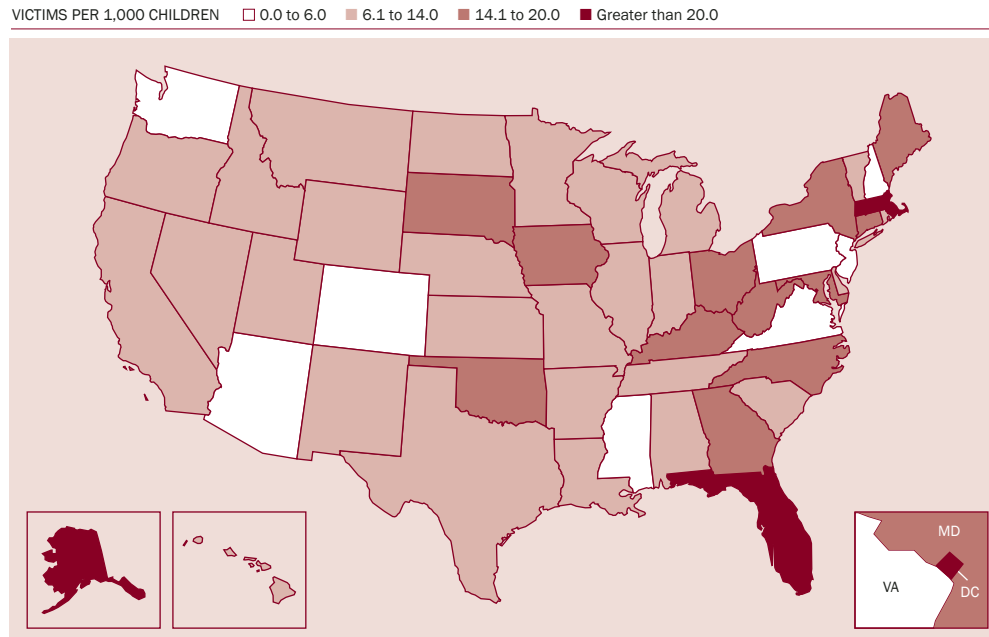 VICTIMS PER 1,000 CHILDREN 0.0 to 6.0 6.1 to 14.0 14.1 to 20.0 Greater than 20.0
MD
VA
DC